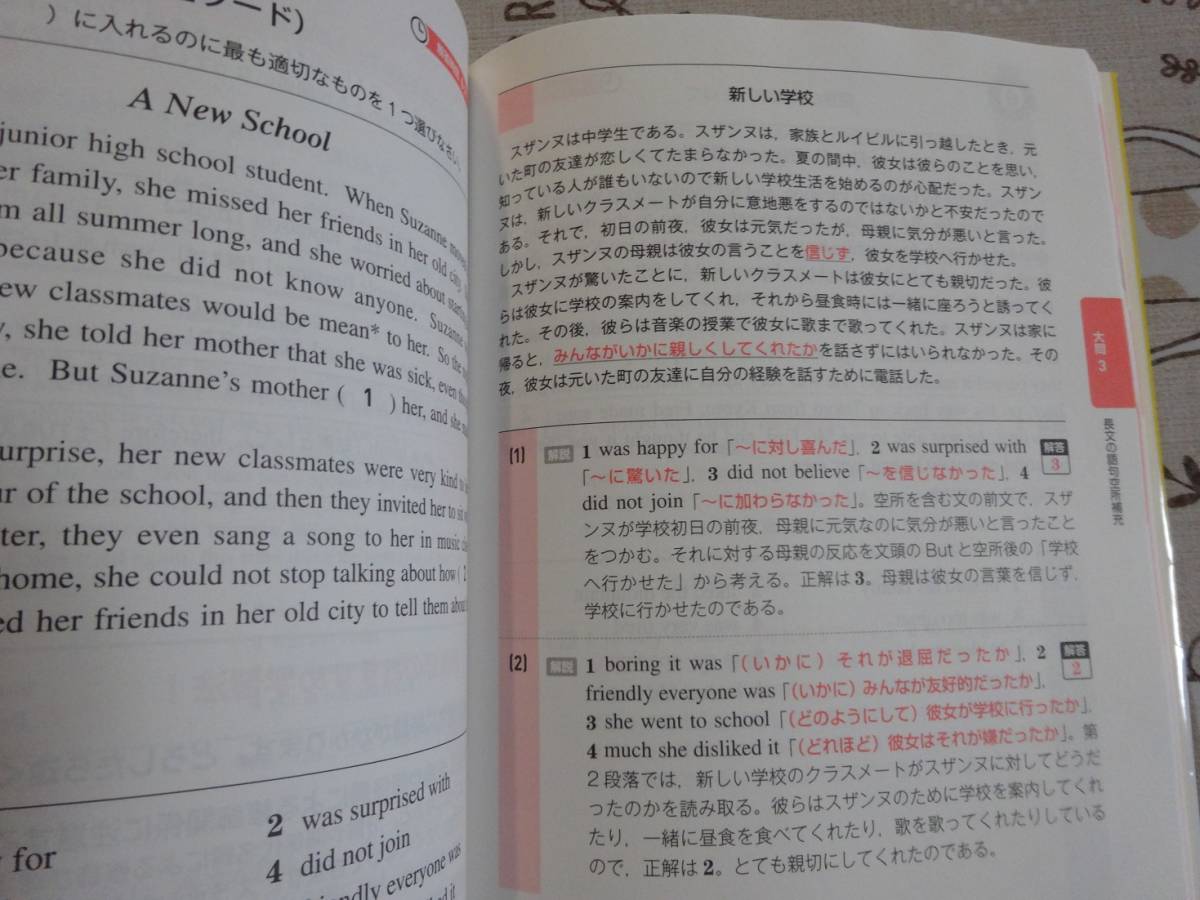 ソード)
)に入れるのに最も適切なものを1つ選びなさい。
A New School
junior high school student. When Suzanne
er family, she missed her friends in her old city
m all summer long, and she worried about
because she did not know anyone.
ew classmates would be mean* to her. So the
y, she told her mother that she was sick, even
e. But Suzanne's mother ( 1 ) her, and she
urprise, her new classmates were very kind to
ur of the school, and then they invited her to sit
ter, they even sang a song to her in music
home, she could not stop talking about how ( 2
ed her friends in her old city to tell them about
2 was surprised with
for
4 did not join
friendly everyone was
新しい学校
スザンヌは中学生である。スザンヌは，家族とルイビルに引っ越したとき，元
いた町の友達が恋しくてたまらなかった。夏の間中，彼女は彼らのことを思い，
知っている人が誰もいないので新しい学校生活を始めるのが心配だった。スザン
ヌは，新しいクラスメートが自分に意地悪をするのではないかと不安だったので
ある。それで，初日の前夜，彼女は元気だったが，母親に気分が悪いと言った。
しかし，スザンヌの母親は彼女の言うことを信じず，彼女を学校へ行かせた。
スザンヌが驚いたことに，新しいクラスメートは彼女にとても親切だった。彼
らは彼女に学校の案内をしてくれ，それから昼食時には一緒に座ろうと誘ってく
れた。その後，彼らは音楽の授業で彼女に歌まで歌ってくれた。スザンヌは家に
帰ると，みんながいかに親しくしてくれたかを話さずにはいられなかった。その
夜，彼女は元いた町の友達に自分の経験を話すために電話した。
(1) 解説 1 was happy for「〜に対し喜んだ」，2 was surprised with 解答 3
「〜に驚いた」，3 did not believe「〜を信じなかった」，4
did not join「〜に加わらなかった」。空所を含む文の前文で，スザ
ンヌが学校初日の前夜，母親に元気なのに気分が悪いと言ったこと
をつかむ。それに対する母親の反応を文頭のButと空所後の「学校
へ行かせた」から考える。正解は3。母親は彼女の言葉を信じず，
学校に行かせたのである。
(2) 解説 1 boring it was「(いかに) それが退屈だったか」，2 解答 2
friendly everyone was「(いかに) みんなが友好的だったか」，
3 she went to school「(どのようにして) 彼女が学校に行ったか」，
4 much she disliked it「(どれほど) 彼女はそれが嫌だったか」。第
2段落では，新しい学校のクラスメートがスザンヌに対してどうだ
ったのかを読み取る。彼らはスザンヌのために学校を案内してくれ
たり，一緒に昼食を食べてくれたり，歌を歌ってくれたりしている
ので，正解は2。とても親切にしてくれたのである。
大問3
長文の語句空所補充